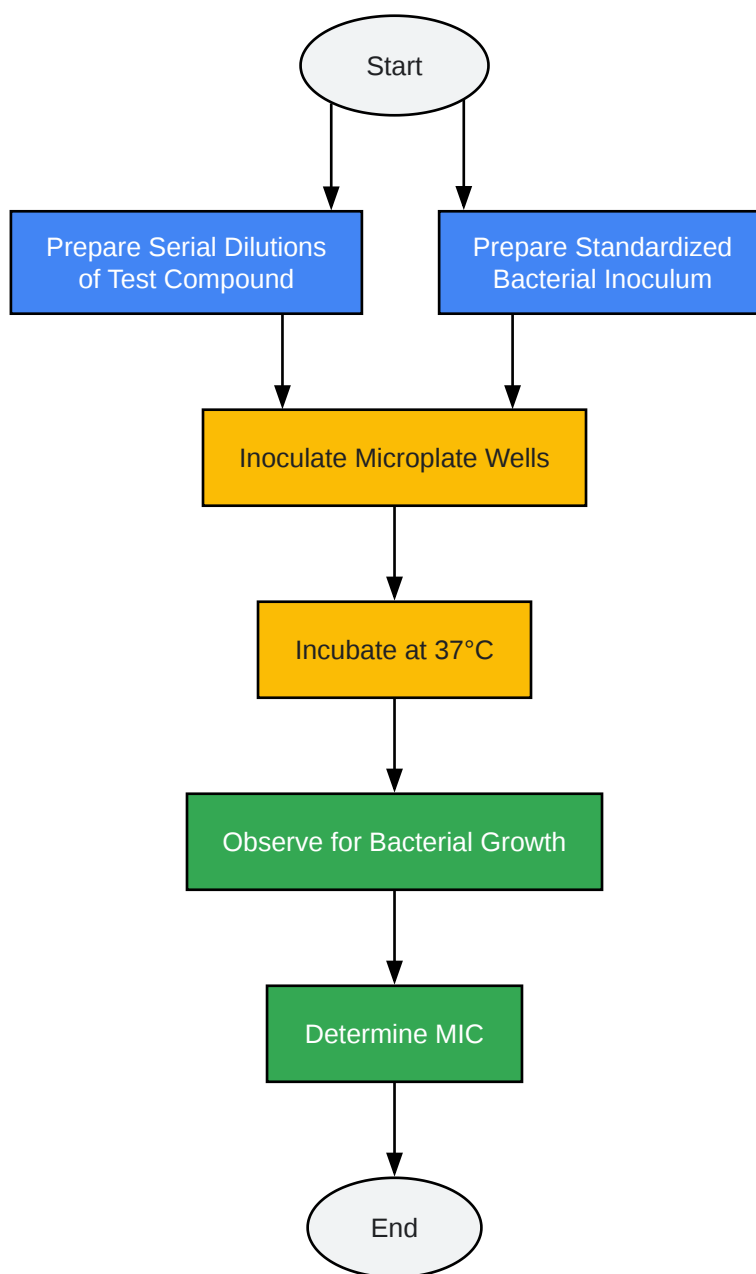 Start
Prepare Serial Dilutions
of Test Compound
Prepare Standardized
Bacterial Inoculum
Inoculate Microplate Wells
Incubate at 37°C
Observe for Bacterial Growth
Determine MIC
End